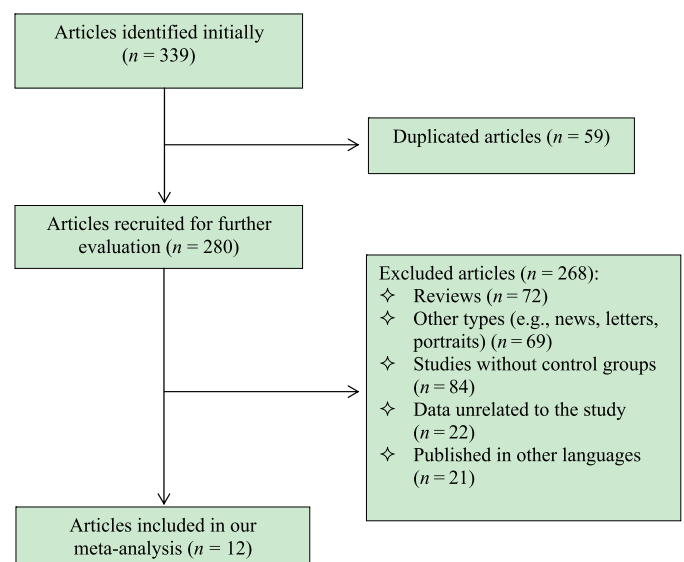 Articles identified initially
(n = 339)
Duplicated articles (n = 59)
Articles recruited for further
evaluation (n = 280)
Excluded articles (n = 268):
✧ Reviews (n = 72)
✧ Other types (e.g., news, letters,
portraits) (n = 69)
✧ Studies without control groups
(n = 84)
✧ Data unrelated to the study
(n = 22)
✧ Published in other languages
(n = 21)
Articles included in our
meta-analysis (n = 12)